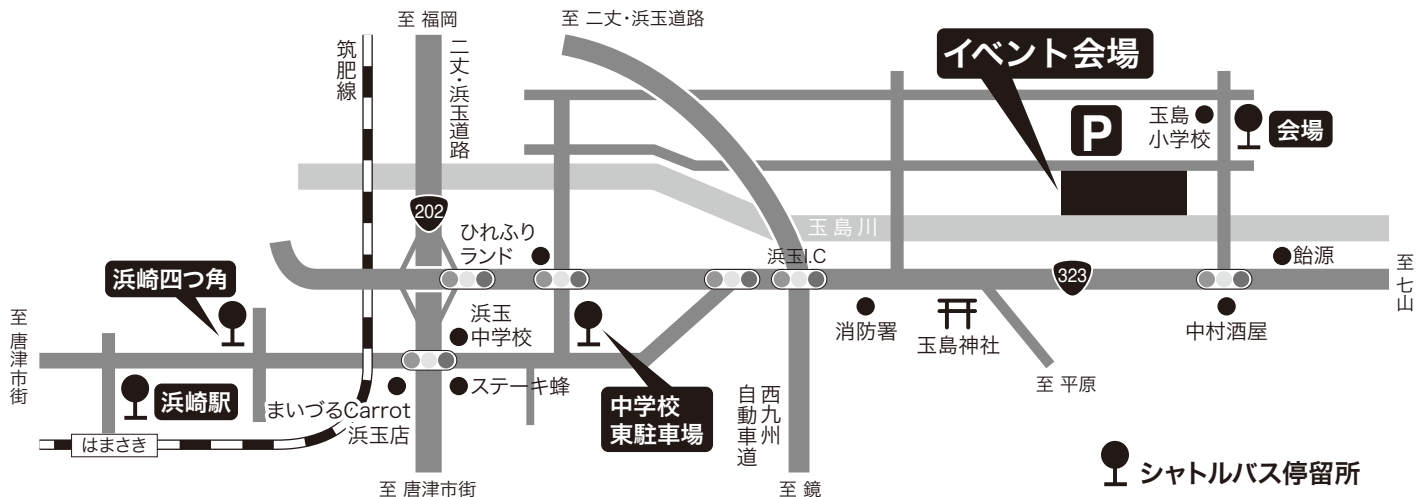 至 福岡
至 二丈・浜玉道路
筑肥線
二丈・浜玉道路
イベント会場
P
玉島
小学校
会場
202
玉島川
ひれふり
ランド
浜玉I.C
飴源
至 七山
浜崎四つ角
323
浜玉
中学校
消防署
玉島神社
中村酒屋
至 唐津市街
至 平原
浜崎駅
まいづるCarrot
浜玉店
ステーキ蜂
中学校
東駐車場
西九州
自動車道
はまさき
シャトルバス停留所
至 唐津市街
至 鏡